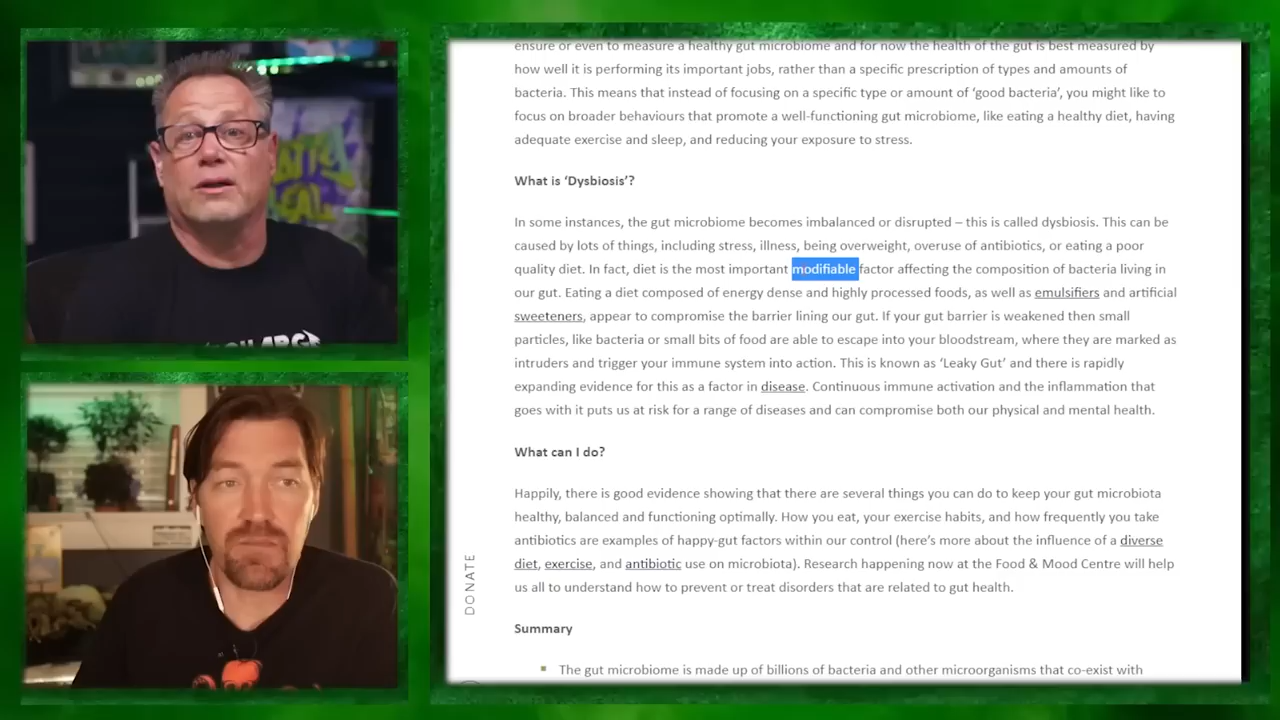 ensure or even to measure a healthy gut microbiome and for now the health of the gut is best measured by
how well it is performing its important jobs, rather than a specific prescription of types and amounts of
bacteria. This means that instead of focusing on a specific type or amount of ‘good bacteria’, you might like to
focus on broader behaviours that promote a well-functioning gut microbiome, like eating a healthy diet, having
adequate exercise and sleep, and reducing your exposure to stress.
What is ‘Dysbiosis’?
In some instances, the gut microbiome becomes imbalanced or disrupted – this is called dysbiosis. This can be
caused by lots of things, including stress, illness, being overweight, overuse of antibiotics, or eating a poor
quality diet. In fact, diet is the most important modifiable factor affecting the composition of bacteria living in
our gut. Eating a diet composed of energy dense and highly processed foods, as well as emulsifiers and artificial
sweeteners, appear to compromise the barrier lining our gut. If your gut barrier is weakened then small
particles, like bacteria or small bits of food are able to escape into your bloodstream, where they are marked as
intruders and trigger your immune system into action. This is known as ‘Leaky Gut’ and there is rapidly
expanding evidence for this as a factor in disease. Continuous immune activation and the inflammation that
goes with it puts us at risk for a range of diseases and can compromise both our physical and mental health.
What can I do?
Happily, there is good evidence showing that there are several things you can do to keep your gut microbiota
healthy, balanced and functioning optimally. How you eat, your exercise habits, and how frequently you take
antibiotics are examples of happy-gut factors within our control (here’s more about the influence of a diverse
diet, exercise, and antibiotic use on microbiota). Research happening now at the Food & Mood Centre will help
us all to understand how to prevent or treat disorders that are related to gut health.
Summary
▪ The gut microbiome is made up of billions of bacteria and other microorganisms that co-exist with
DONATE